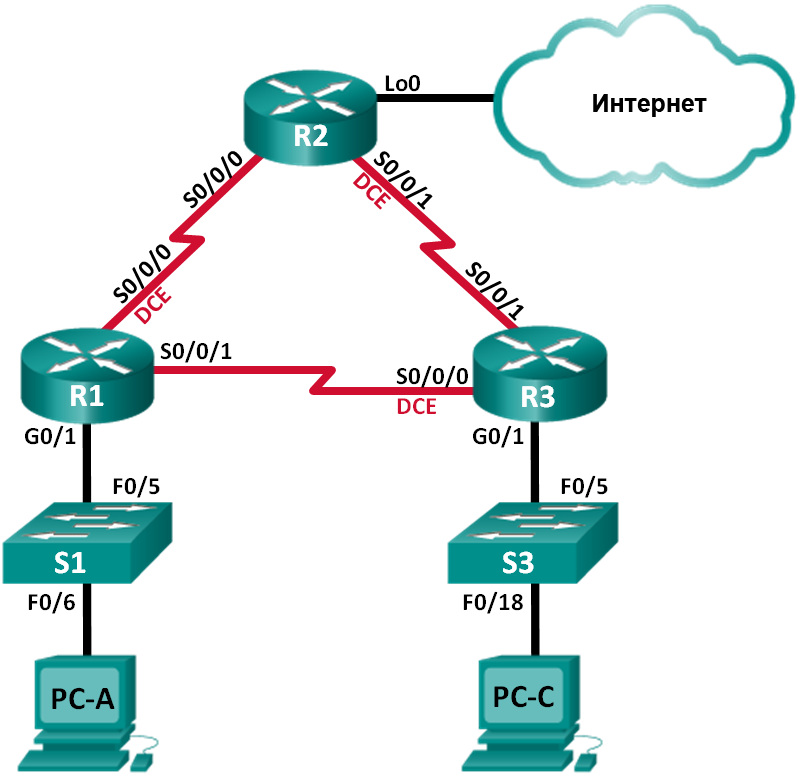 Lo0
Интернет
R2
S0/0/0
S0/0/1
DCE
S0/0/0
DCE
S0/0/1
S0/0/1
S0/0/0
DCE
R1
R3
G0/1
G0/1
F0/5
F0/5
S1
S3
F0/6
F0/18
PC-A
PC-C